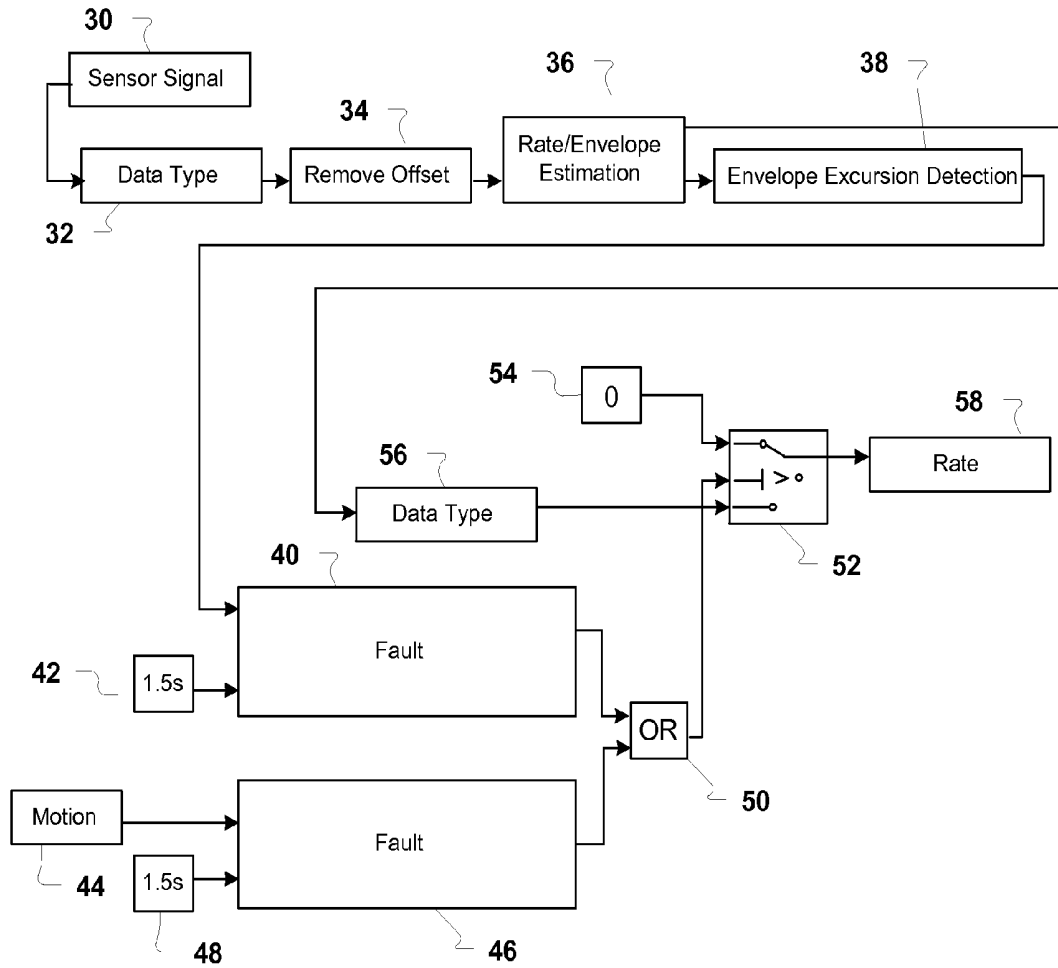 30
Sensor Signal
36
38
34
Rate/Envelope
Estimation
Data Type
Remove Offset
Envelope Excursion Detection
32
54
0
58
56
Rate
>
Data Type
52
40
Fault
42
1.5s
OR
50
Motion
Fault
44
1.5s
48
46